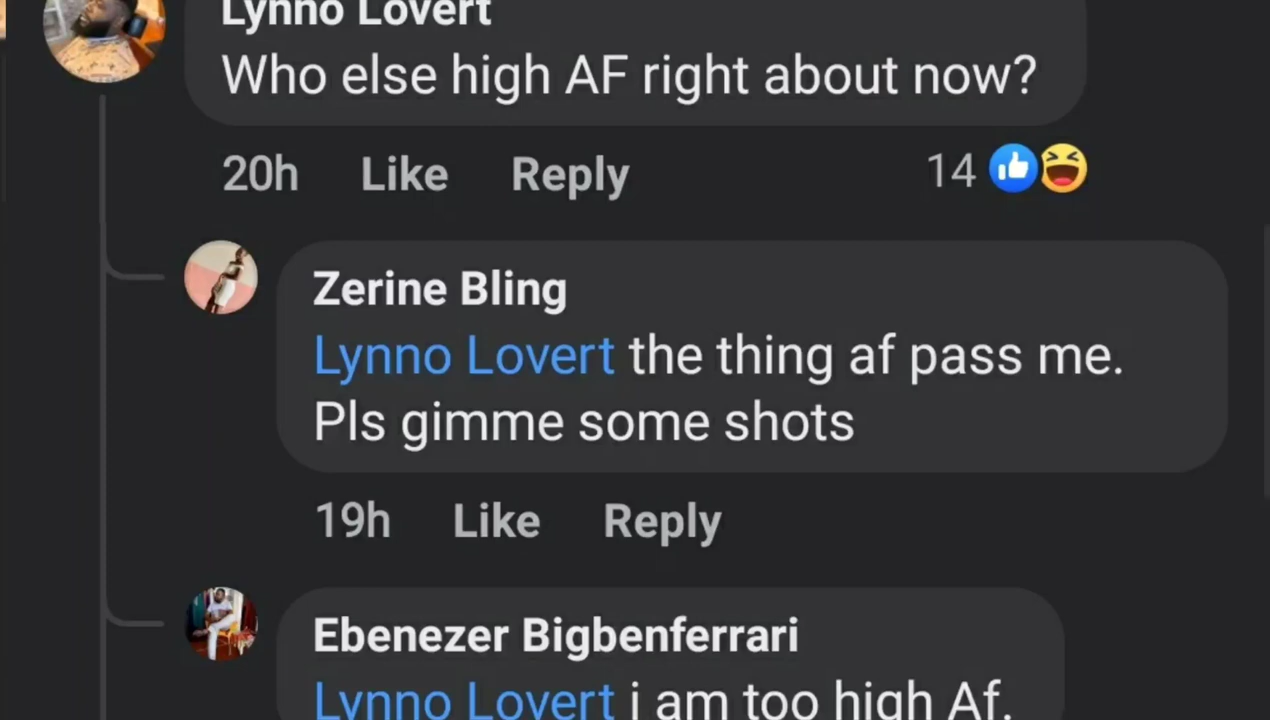 Lynno Lovert
Who else high AF right about now?
20h Like Reply 14
Zerine Bling
Lynno Lovert the thing af pass me.
Pls gimme some shots
19h Like Reply
Ebenezer Bigbenferrari
Lynno Lovert i am too high Af.